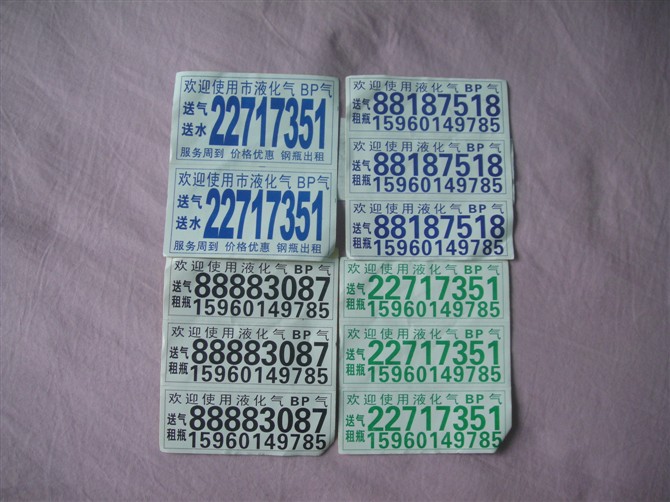 欢迎使用市液化气 BP气
送气
送水
22717351
服务周到 价格优惠 钢瓶出租
欢迎使用市液化气 BP气
送气
送水
22717351
服务周到 价格优惠 钢瓶出租
欢迎使用液化气 BP气
送气 88187518
租瓶 15960149785
欢迎使用液化气 BP气
送气 88187518
租瓶 15960149785
欢迎使用液化气 BP气
送气 88187518
租瓶 15960149785
欢迎使用液化气 BP气
送气 88883087
租瓶 15960149785
欢迎使用液化气 BP气
送气 88883087
租瓶 15960149785
欢迎使用液化气 BP气
送气 88883087
租瓶 15960149785
欢迎使用液化气 BP气
送气 22717351
租瓶 15960149785
欢迎使用液化气 BP气
送气 22717351
租瓶 15960149785
欢迎使用液化气 BP气
送气 22717351
租瓶 15960149785